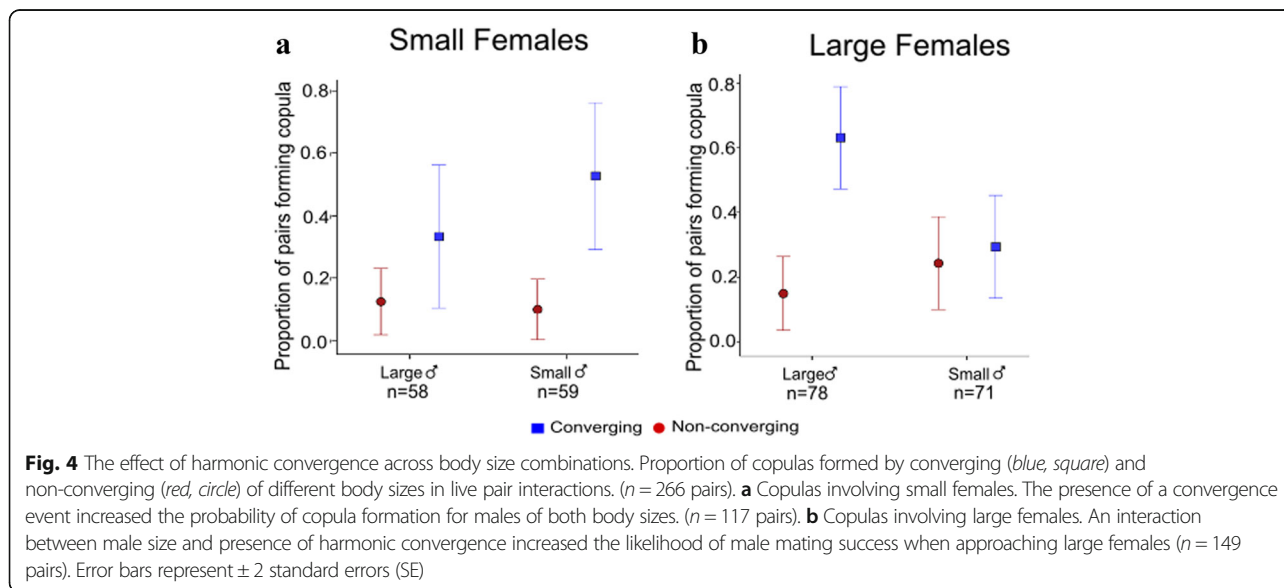 a Small Females
b Large Females
Proportion of pairs forming copula
0.8
0.6
0.4
0.2
0.0
Large♂ Small♂
n=58 n=59
Proportion of pairs forming copula
0.8
0.6
0.4
0.2
0.0
Large♂ Small♂
n=78 n=71
Converging Non-converging
Fig. 4 The effect of harmonic convergence across body size combinations. Proportion of copulas formed by converging (blue, square) and
non-converging (red, circle) of different body sizes in live pair interactions. (n = 266 pairs). a Copulas involving small females. The presence of a convergence
event increased the probability of copula formation for males of both body sizes. (n = 117 pairs). b Copulas involving large females. An interaction
between male size and presence of harmonic convergence increased the likelihood of male mating success when approaching large females (n = 149
pairs). Error bars represent ± 2 standard errors (SE)